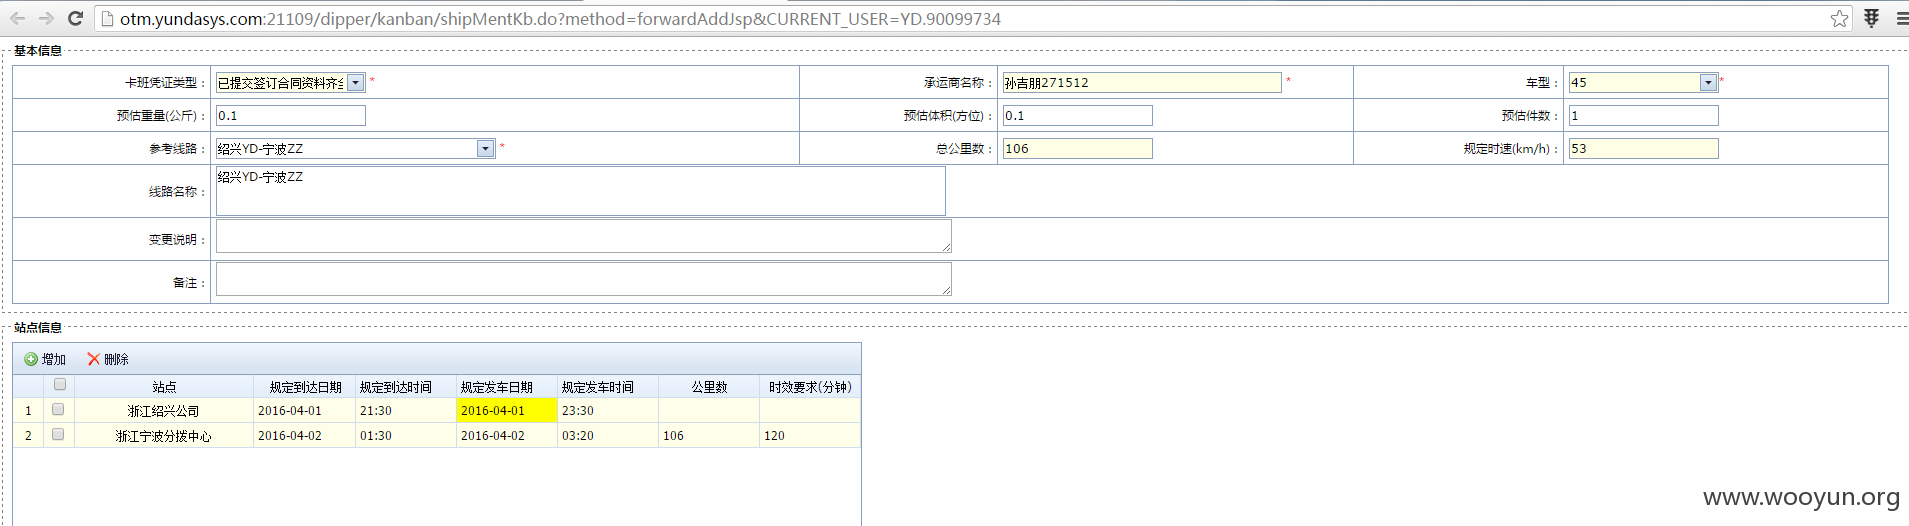 otm.yundasys.com:21109/dipper/kanban/shipMentKb.do?method=forwardAddJsp&CURRENT_USER=YD.90099734
基本信息
卡班凭证类型： 已提交签订合同资料齐全 * 承运商名称： 孙吉朋271512 * 车型： 45 *
预估重量(公斤)： 0.1 预估体积(方位)： 0.1 预估件数： 1
参考线路： 绍兴YD-宁波ZZ * 总公里数： 106 规定时速(km/h)： 53
线路名称： 绍兴YD-宁波ZZ
变更说明：
备注：
站点信息
增加 删除
站点 规定到达日期 规定到达时间 规定发车日期 规定发车时间 公里数 时效要求(分钟)
1 浙江绍兴公司 2016-04-01 21:30 2016-04-01 23:30
2 浙江宁波分拨中心 2016-04-02 01:30 2016-04-02 03:20 106 120
www.wooyun.org